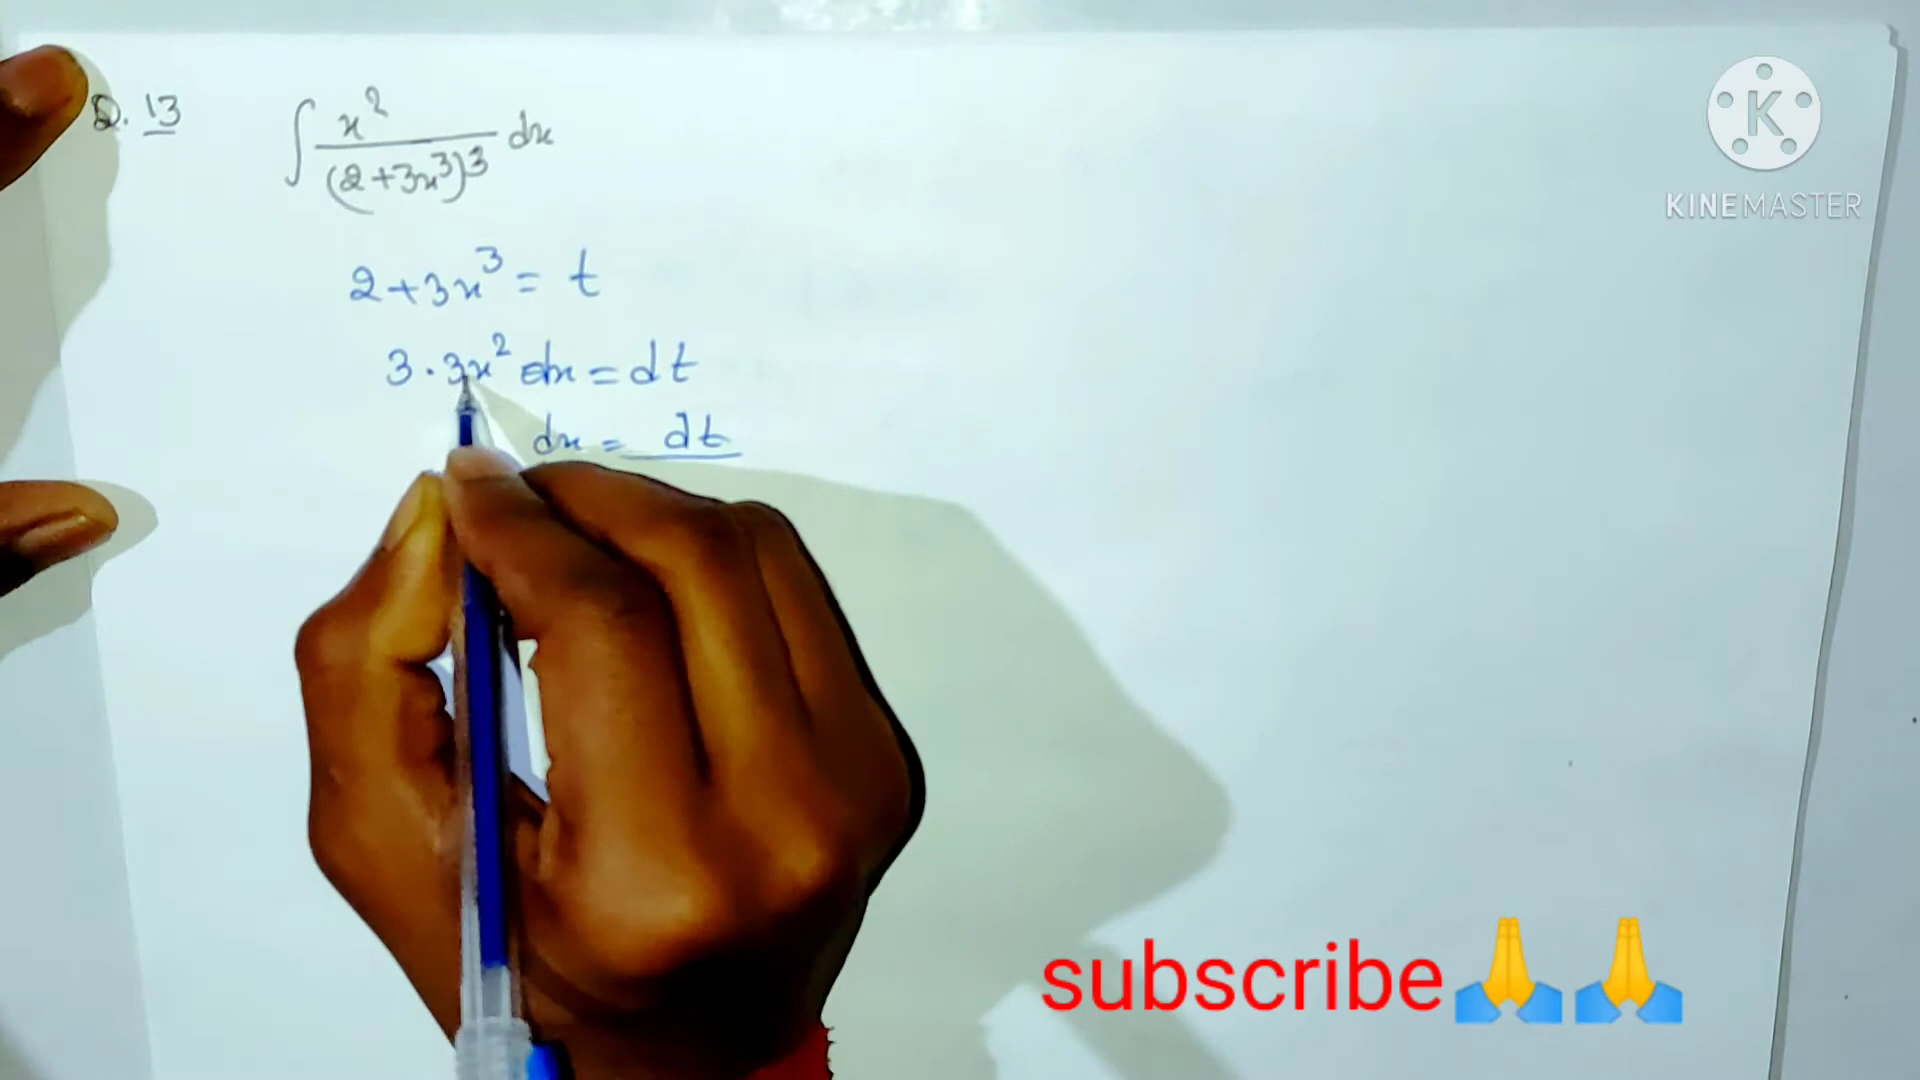 Q. 13
∫ x² / (2+3x³)³ dx
2+3x³ = t
3·3x² dx = dt
dx = dt
KINEMASTER
subscribe🙏🙏